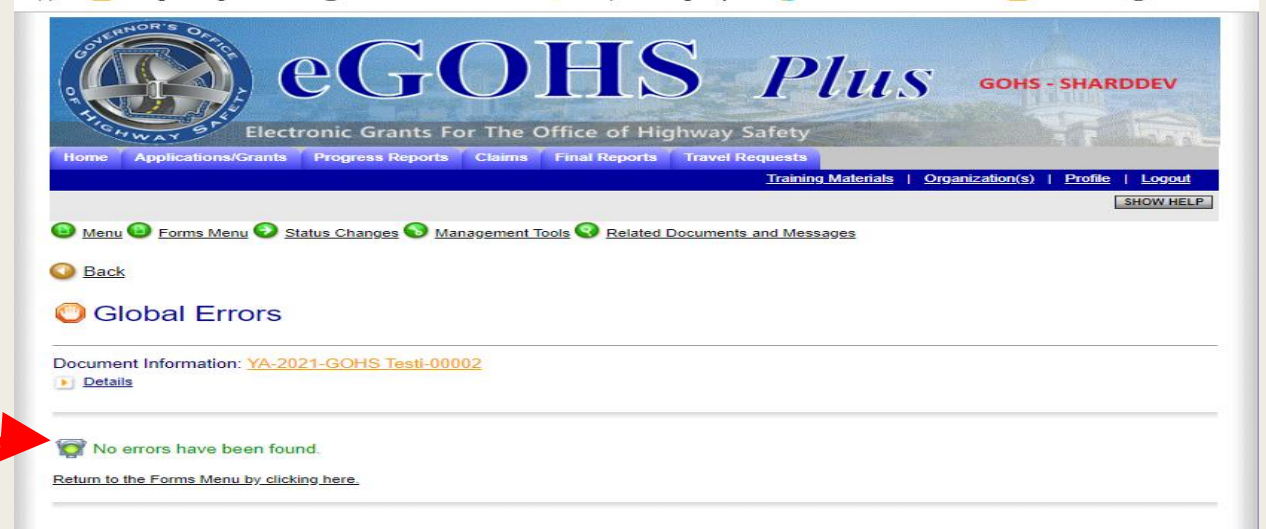 GOVERNOR'S OFFICE
OF HIGHWAY SAFETY
eGOHS Plus
GOHS - SHARDDEV
Electronic Grants For The Office of Highway Safety
Home Applications/Grants Progress Reports Claims Final Reports Travel Requests
Training Materials | Organization(s) | Profile | Logout
SHOW HELP
Menu Forms Menu Status Changes Management Tools Related Documents and Messages
Back
Global Errors
Document Information: YA-2021-GOHS Testi-00002
Details
No errors have been found.
Return to the Forms Menu by clicking here.